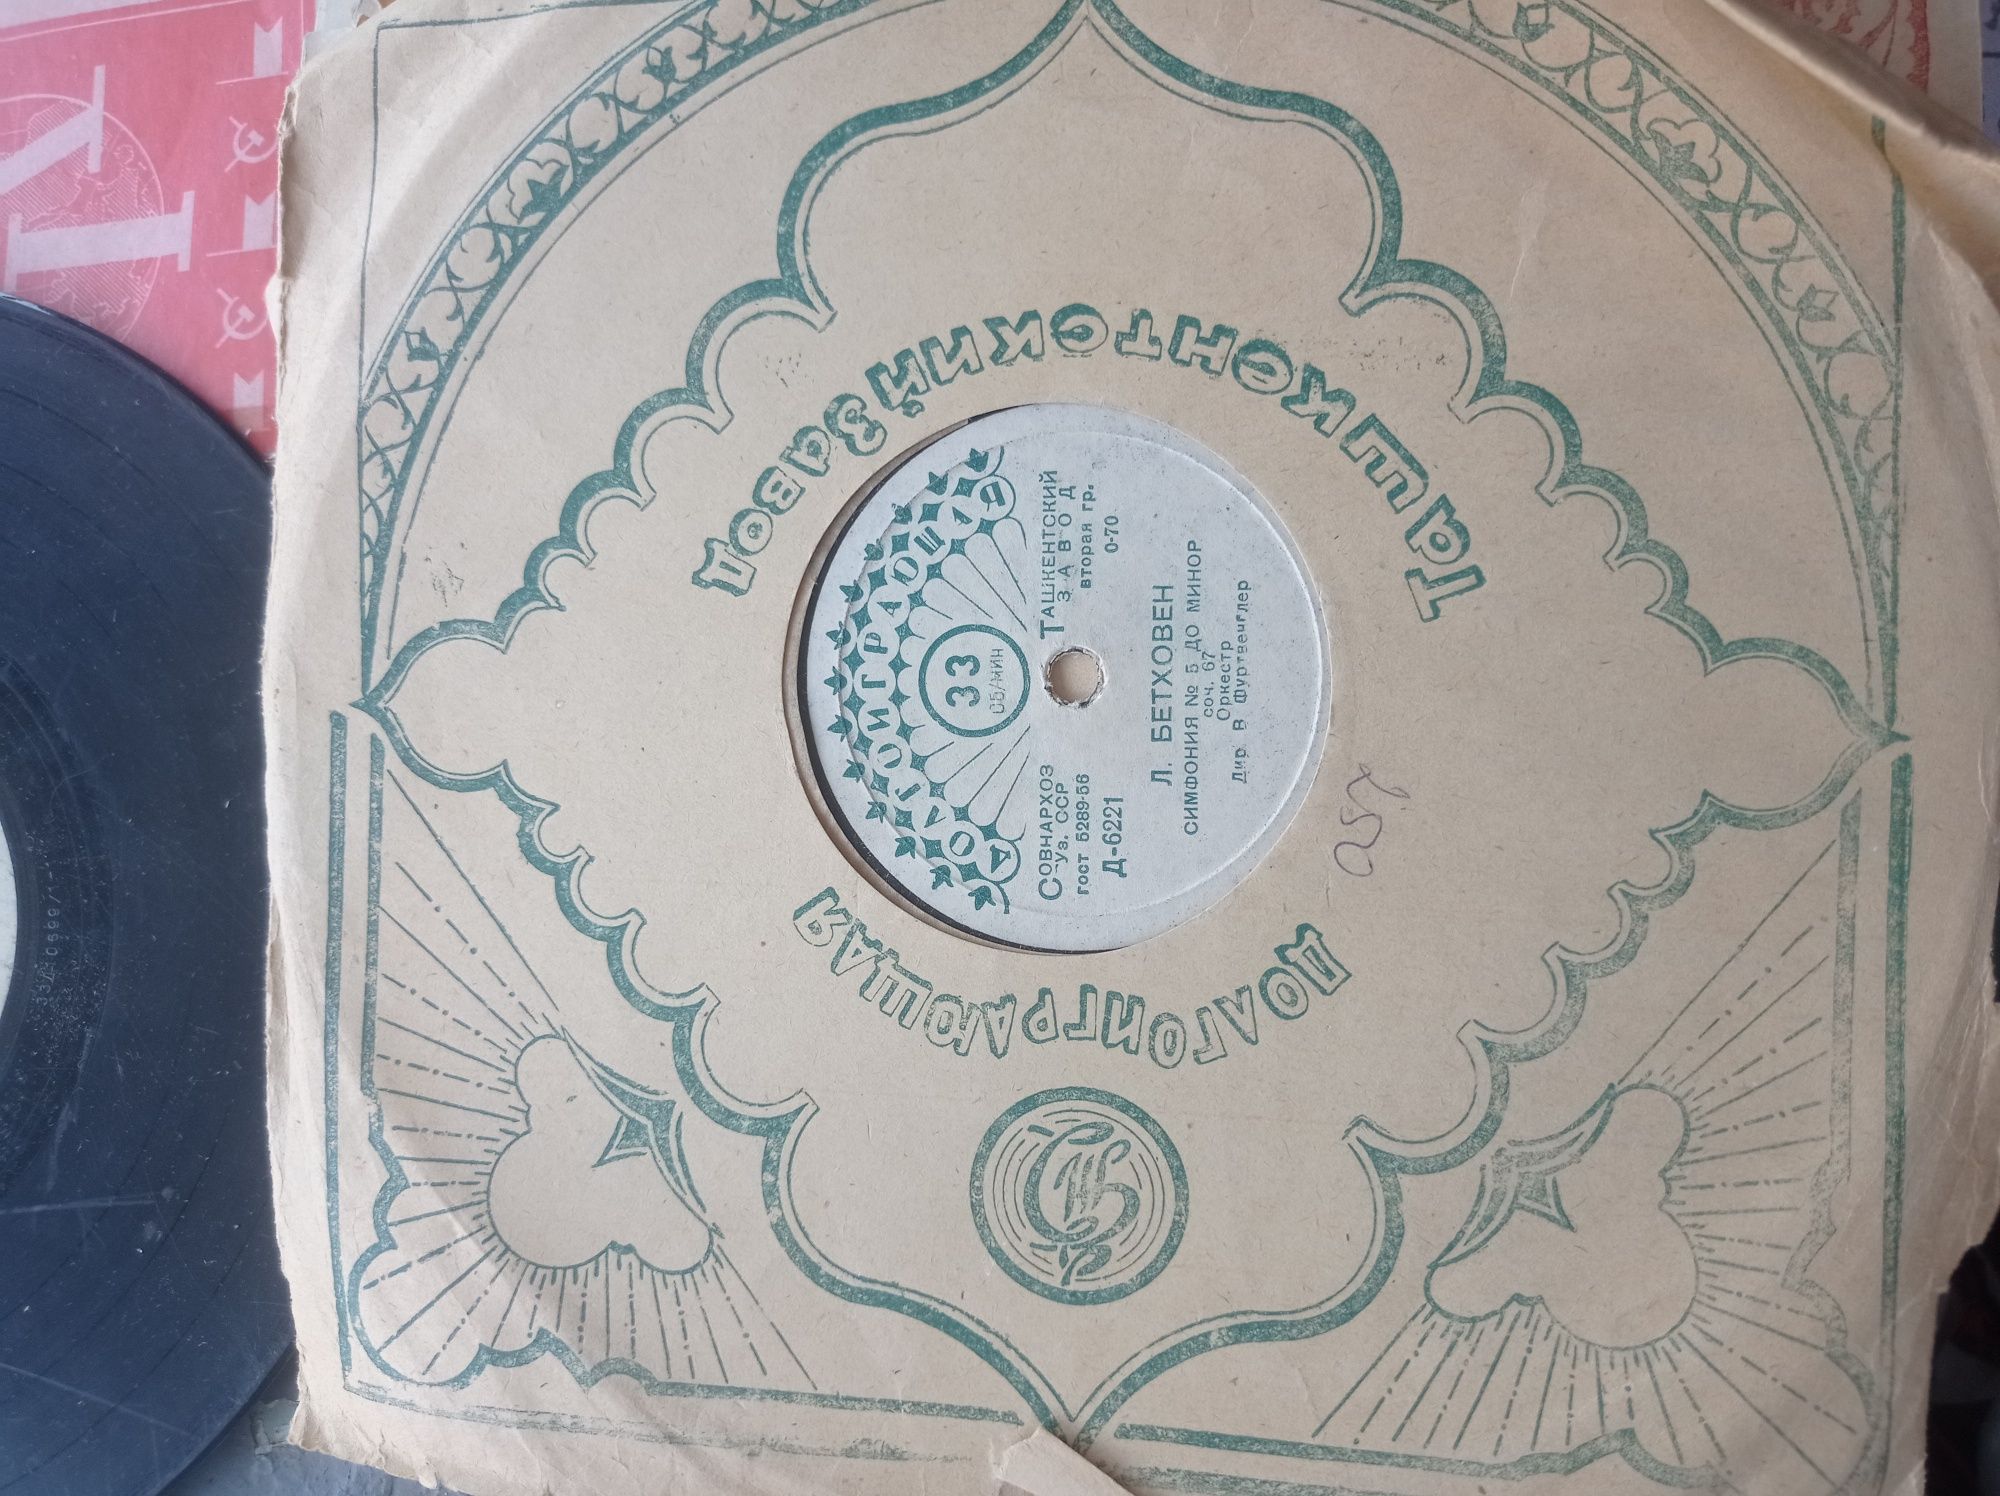 Ташкентский Завод
ДОЛГОИГРАЮЩАЯ
ДОЛГОИГРАЮЩАЯ
33
ОБ/МИН
СОВНАРХОЗ
Уз. ССР
ТАШКЕНТСКИЙ
ЗАВОД
ГОСТ 5289-56
вторая гр.
Д-6221
0-70
Л. БЕТХОВЕН
СИМФОНИЯ № 5 ДО МИНОР
соч. 67
Оркестр
Дир В Фуртвенглер